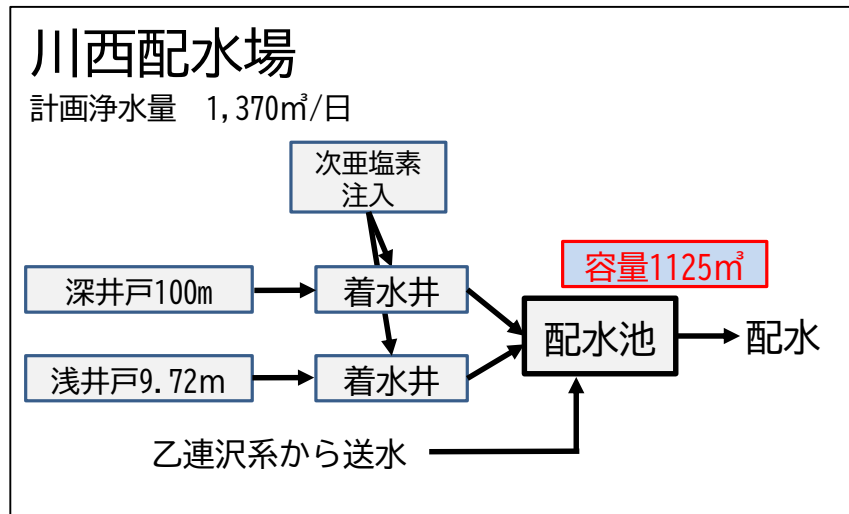 川西配水場
計画浄水量　1,370㎥/日
次亜塩素
注入
容量1125㎥
深井戸100m
着水井
配水池
配水
浅井戸9.72m
着水井
乙連沢系から送水